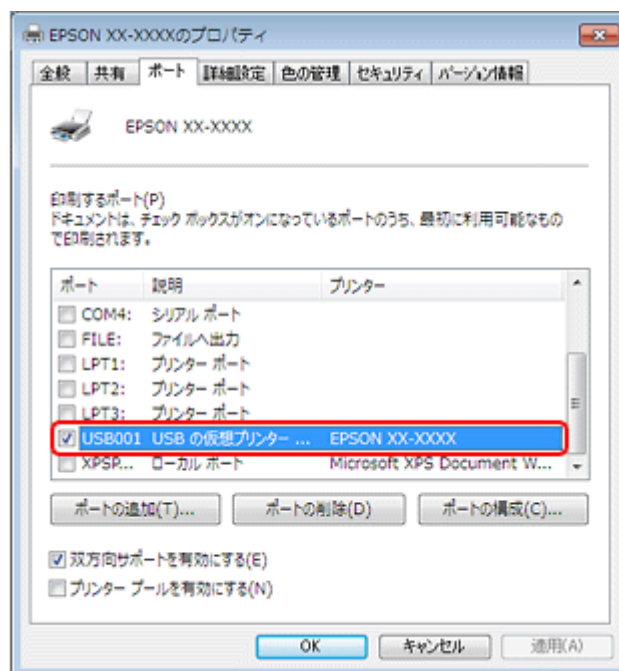 EPSON XX-XXXXのプロパティ
全般 共有 ポート 詳細設定 色の管理 セキュリティ バージョン情報
EPSON XX-XXXX
印刷するポート(P)
ドキュメントは、チェック ボックスがオンになっているポートのうち、最初に利用可能なもの
で印刷されます。
ポート 説明 プリンター
COM4: シリアル ポート
FILE: ファイルへ出力
LPT1: プリンター ポート
LPT2: プリンター ポート
LPT3: プリンター ポート
USB001 USB の仮想プリンター ... EPSON XX-XXXX
XPSP... ローカル ポート Microsoft XPS Document W...
ポートの追加(T)... ポートの削除(D) ポートの構成(C)...
双方向サポートを有効にする(E)
プリンター プールを有効にする(N)
OK キャンセル 適用(A)